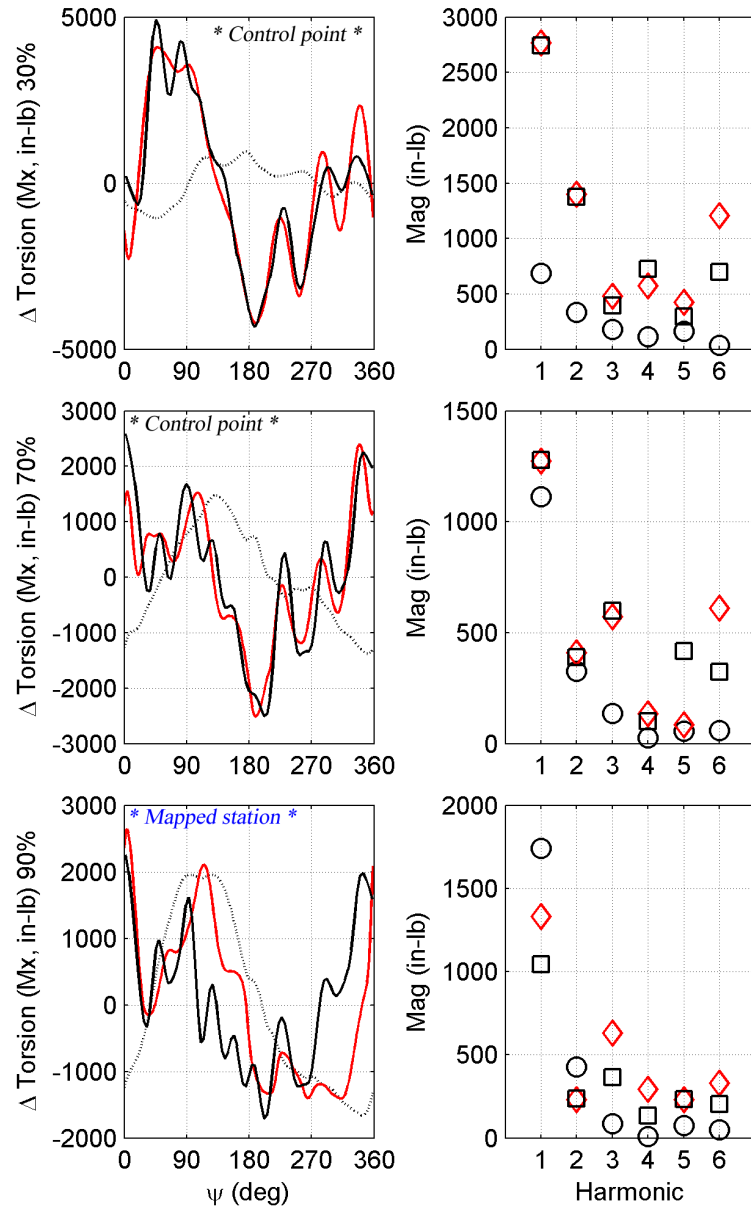 Δ Torsion (Mx, in-lb) 30%
5000
0
-5000
* Control point *
0 90 180 270 360
Mag (in-lb)
3000
2500
2000
1500
1000
500
0
1 2 3 4 5 6
Δ Torsion (Mx, in-lb) 70%
3000
2000
1000
0
-1000
-2000
-3000
* Control point *
0 90 180 270 360
Mag (in-lb)
1500
1000
500
0
1 2 3 4 5 6
Δ Torsion (Mx, in-lb) 90%
3000
2000
1000
0
-1000
-2000
* Mapped station *
0 90 180 270 360
ψ (deg)
Mag (in-lb)
2000
1500
1000
500
0
1 2 3 4 5 6
Harmonic